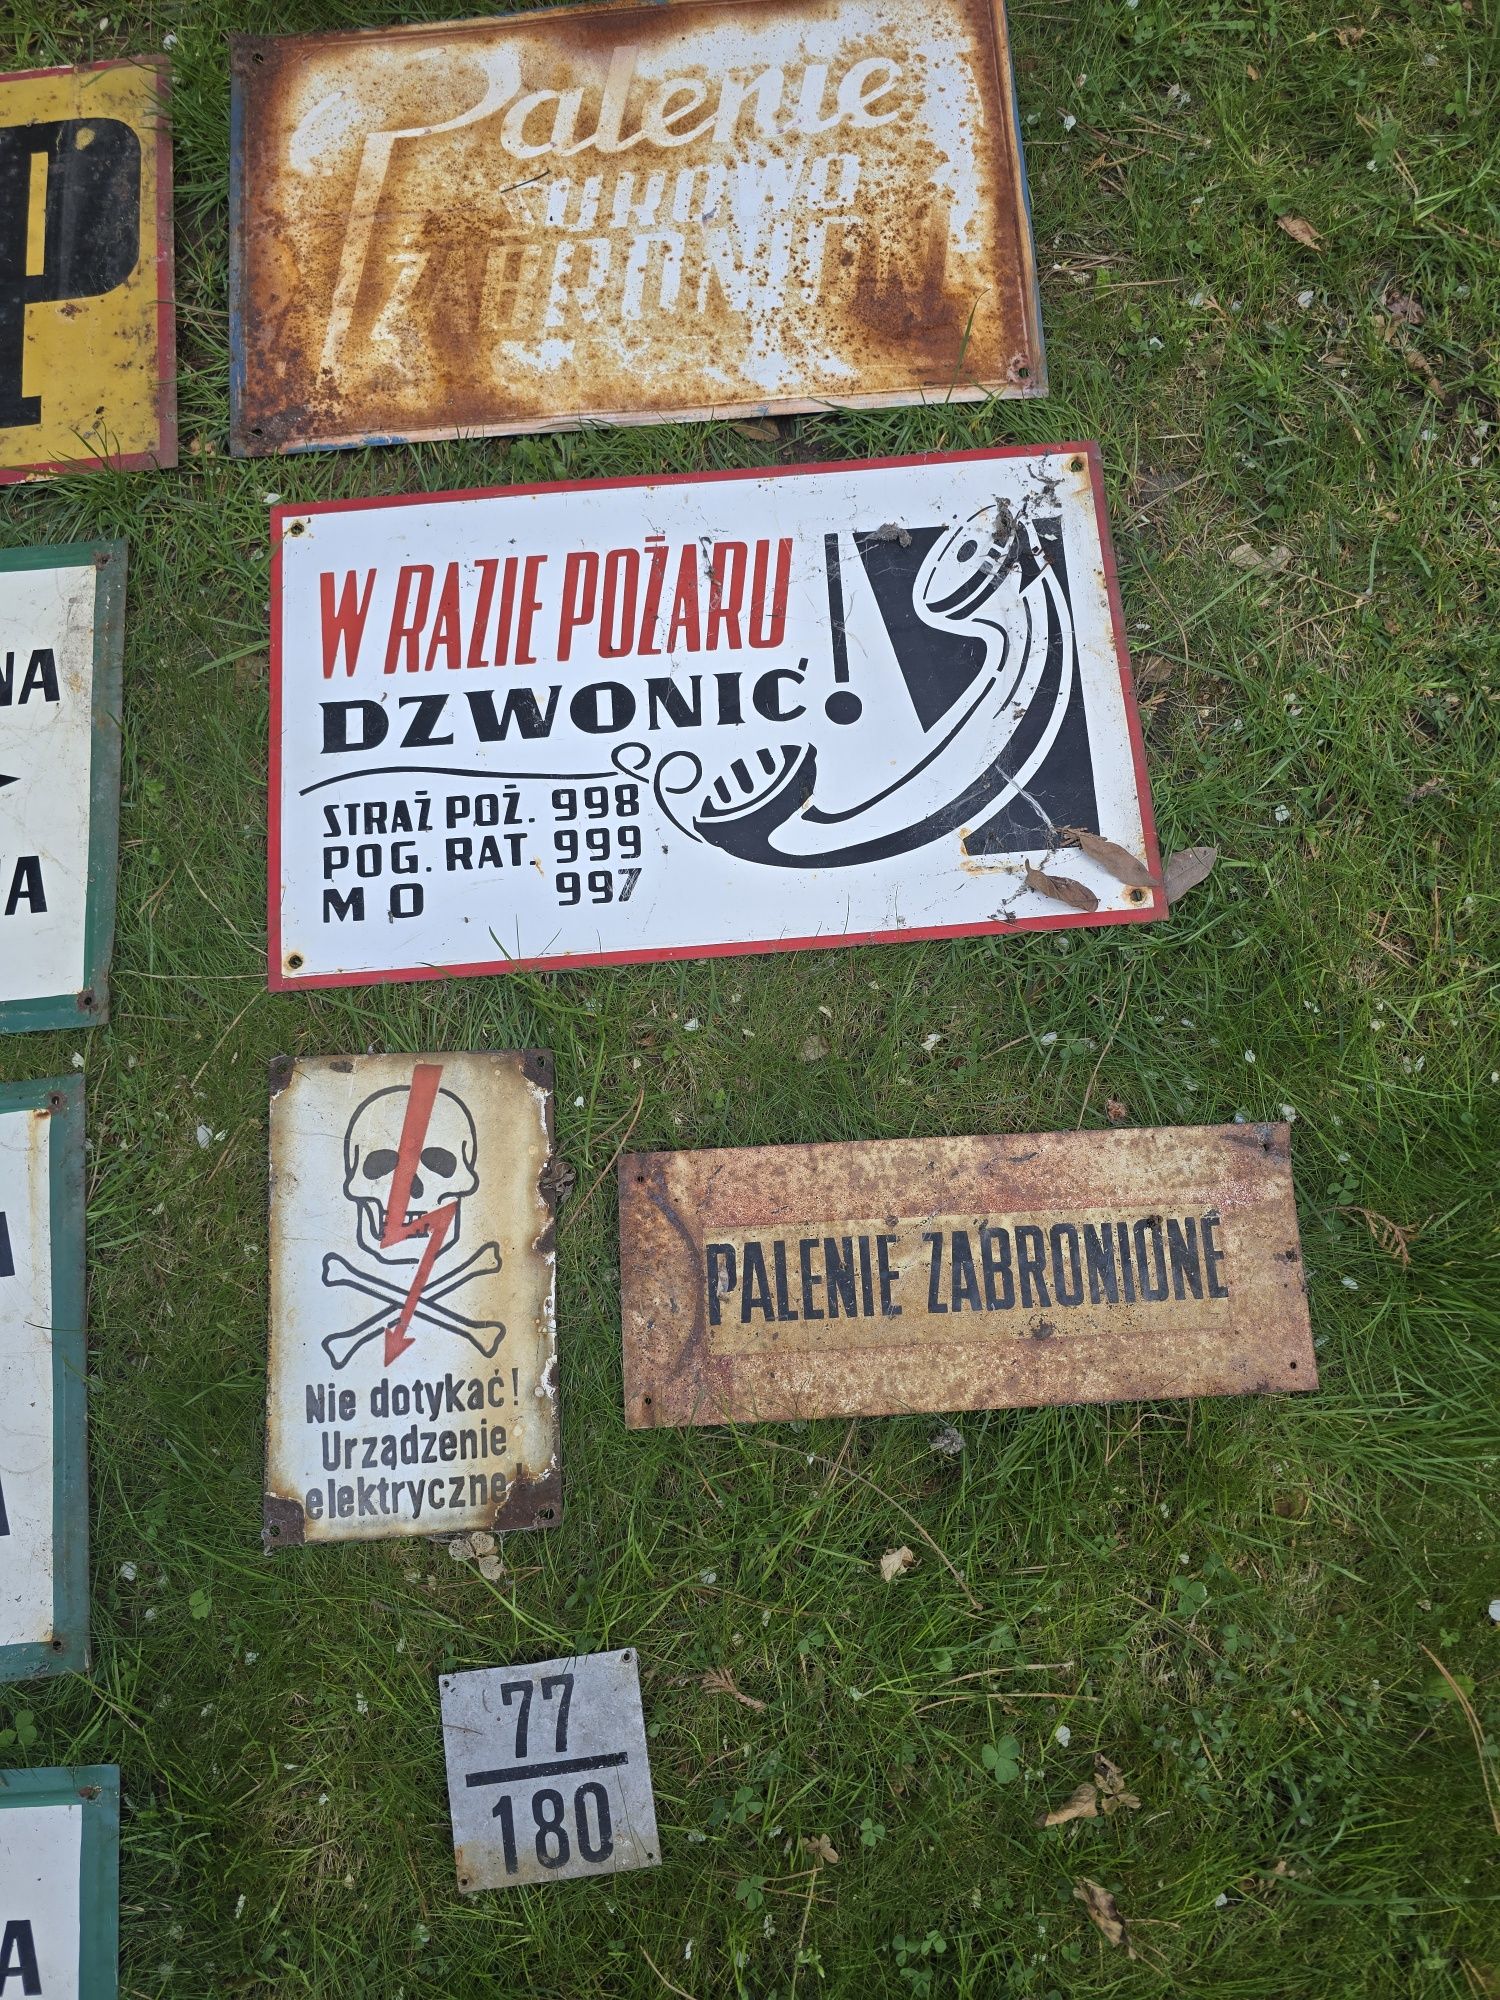 P
Palenie
SUROWO
ZABRONIONE
W RAZIE POŻARU
DZWONIĆ!
STRAŻ POŻ. 998
POG. RAT. 999
M O 997
NA
A
Nie dotykać!
Urządzenie
elektryczne!
PALENIE ZABRONIONE
77
180
A